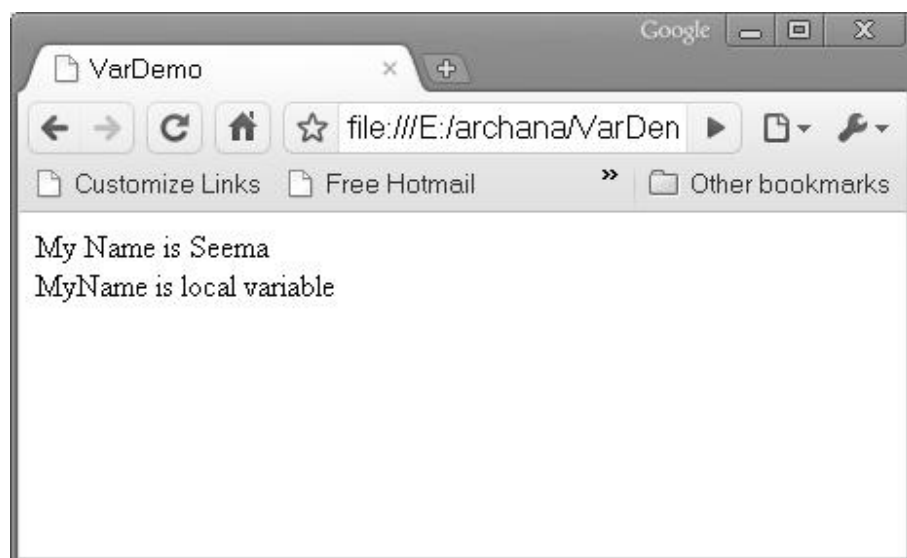 Google
VarDemo
file:///E:/archana/VarDen
Customize Links Free Hotmail » Other bookmarks
My Name is Seema
MyName is local variable